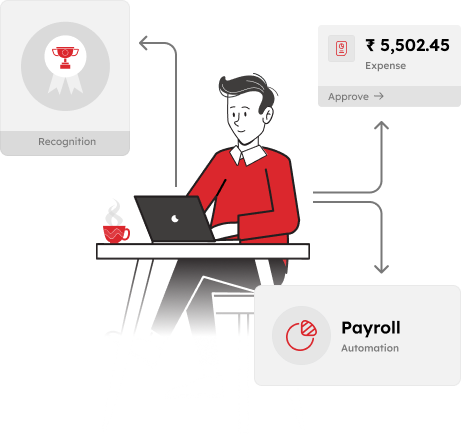 Recognition
₹ 5,502.45
Expense
Approve →
Payroll
Automation